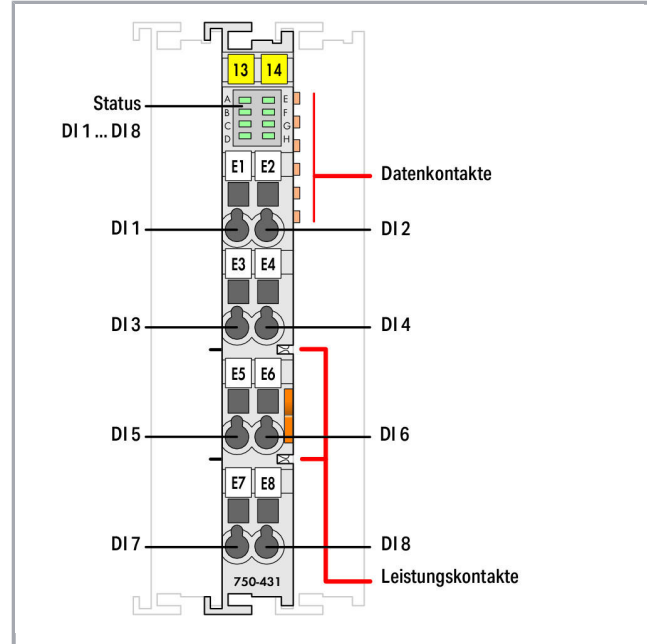 13 14
Status
DI 1 ... DI 8
A E
B F
C G
D H
E1 E2
Datenkontakte
DI 1 DI 2
E3 E4
DI 3 DI 4
E5 E6
DI 5 DI 6
E7 E8
DI 7 DI 8
750-431
Leistungskontakte